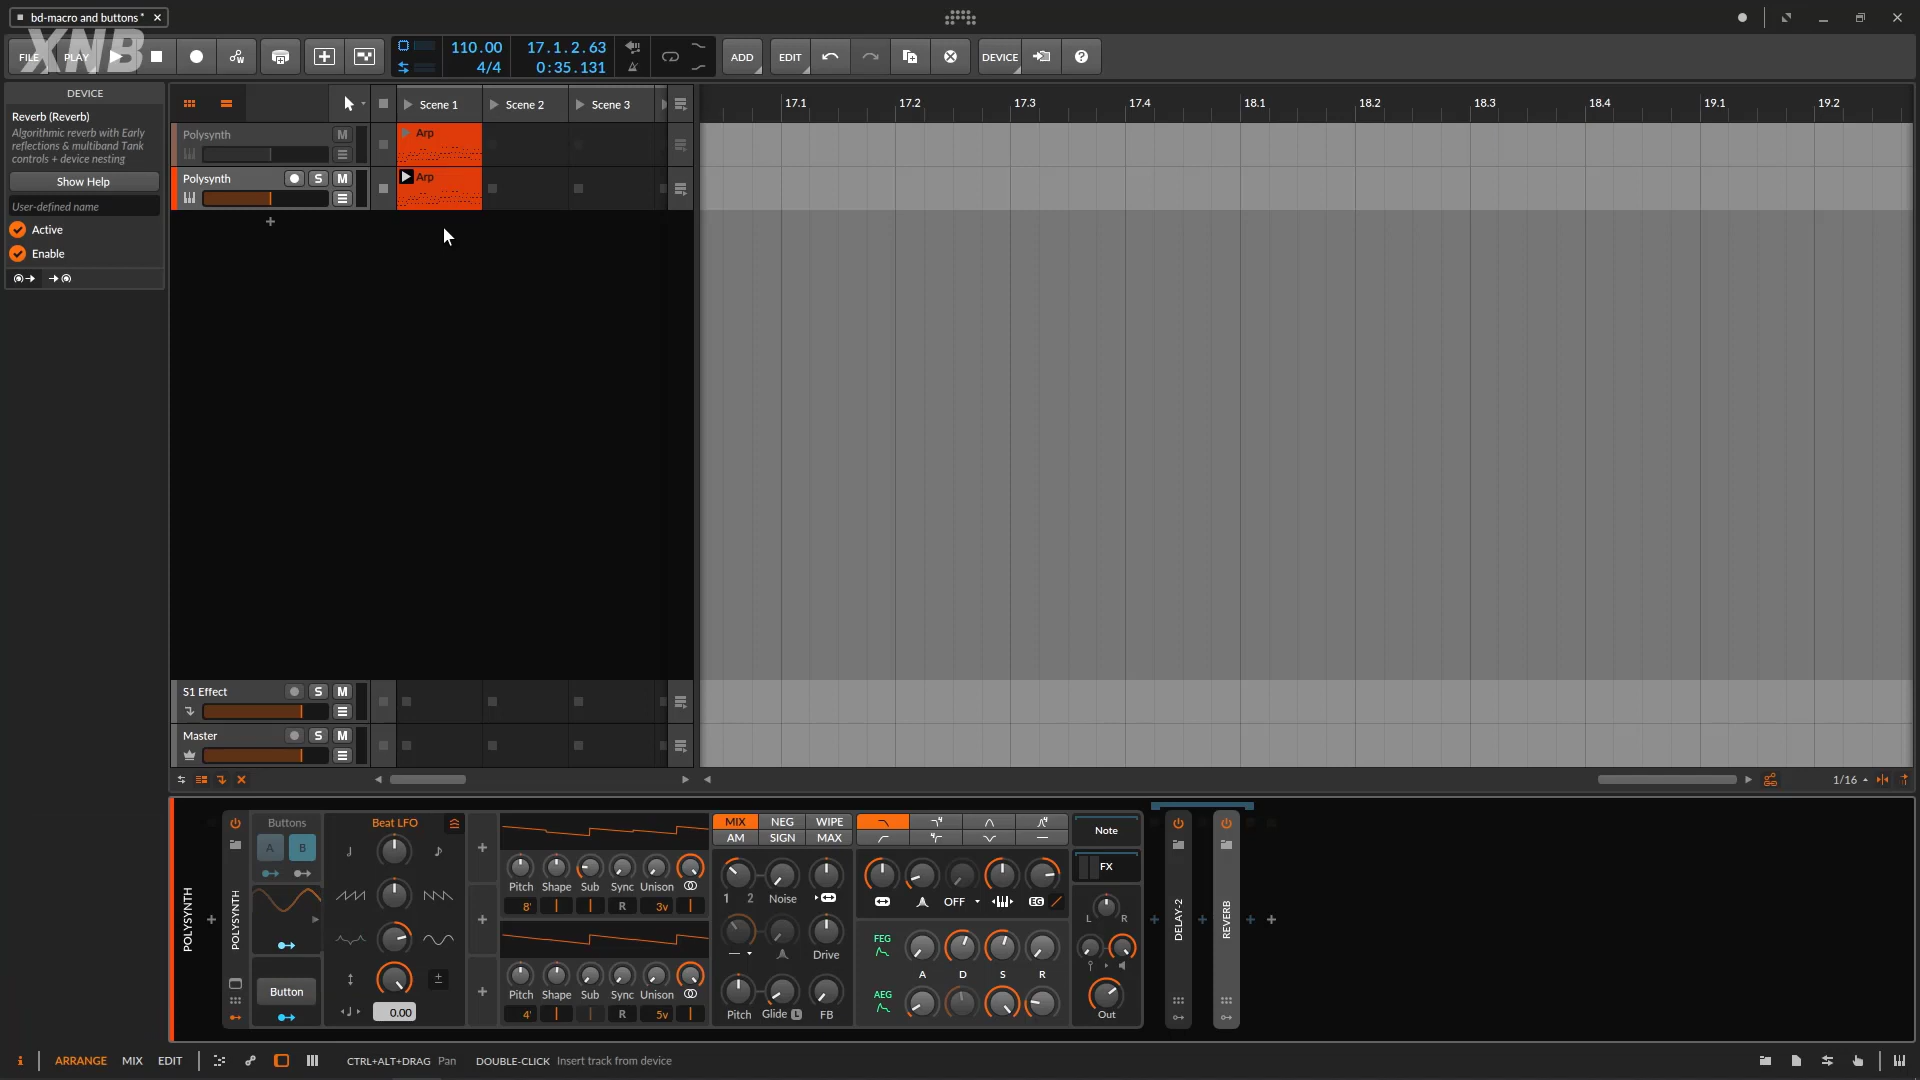 bd-macro and buttons*
XNB
FILE
PLAY
110.00
4/4
17.1.2.63
0:35.131
ADD
EDIT
DEVICE
DEVICE
Reverb (Reverb)
Algorithmic reverb with Early
reflections & multiband Tank
controls + device nesting
Show Help
User-defined name
Active
Enable
Scene 1
Scene 2
Scene 3
Polysynth
M
Arp
Polysynth
S
M
Arp
17.1
17.2
17.3
17.4
18.1
18.2
18.3
18.4
19.1
19.2
S1 Effect
S
M
Master
S
M
1/16
POLYSYNTH
POLYSYNTH
Buttons
A
B
Button
Beat LFO
0.00
Pitch
Shape
Sub
Sync
Unison
8'
R
3v
Pitch
Shape
Sub
Sync
Unison
4'
R
5v
MIX
NEG
WIPE
AM
SIGN
MAX
1
2
Noise
Drive
Pitch
Glide
L
FB
OFF
EG
FEG
A
D
S
R
AEG
Note
FX
L
R
Out
DELAY-2
REVERB
i
ARRANGE
MIX
EDIT
CTRL+ALT+DRAG Pan
DOUBLE-CLICK Insert track from device